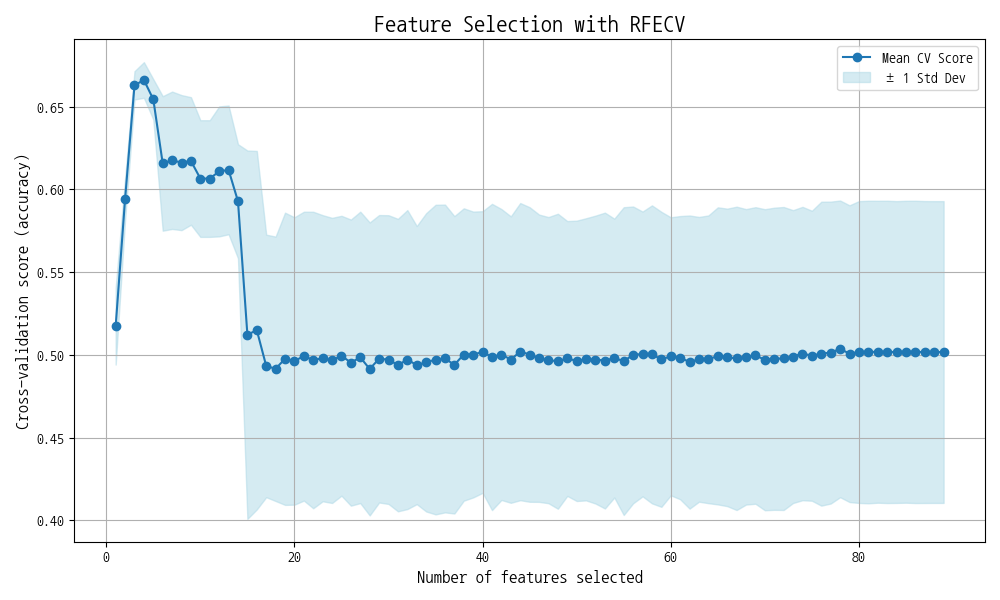 Feature Selection with RFECV
Mean CV Score
± 1 Std Dev
Cross-validation score (accuracy)
0.65
0.60
0.55
0.50
0.45
0.40
0
20
40
60
80
Number of features selected